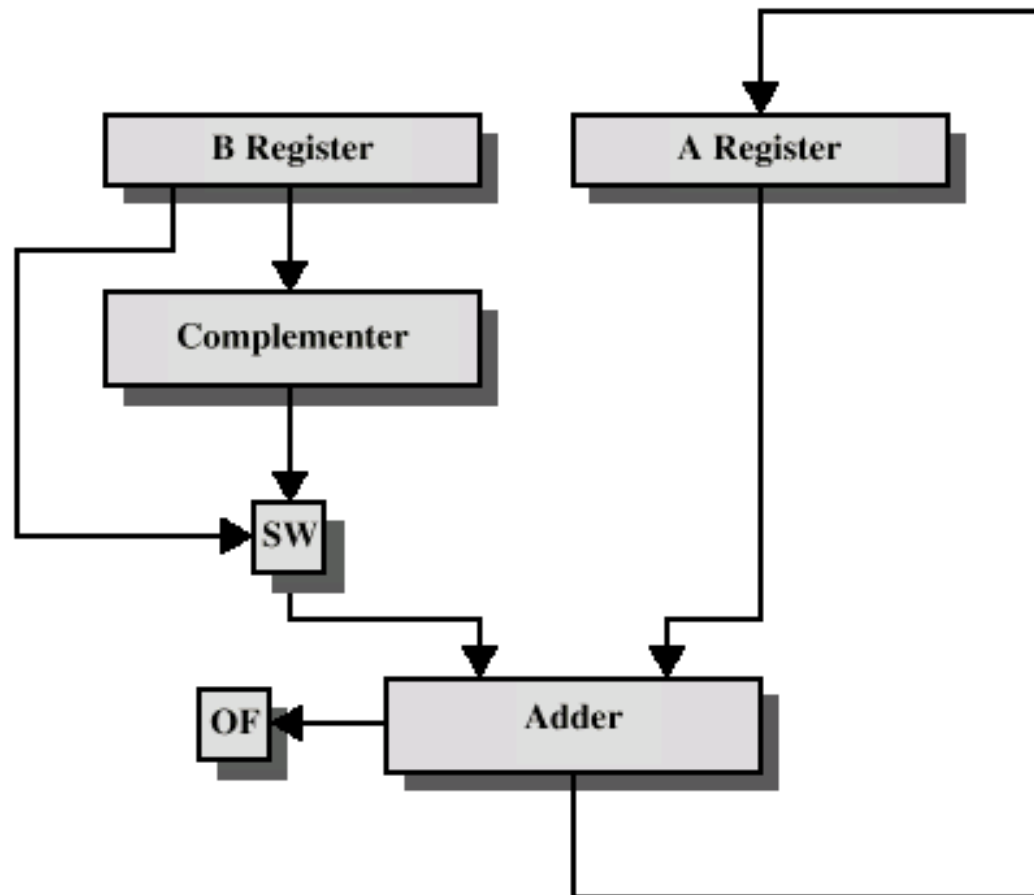 B Register
A Register
Complementer
SW
OF
Adder